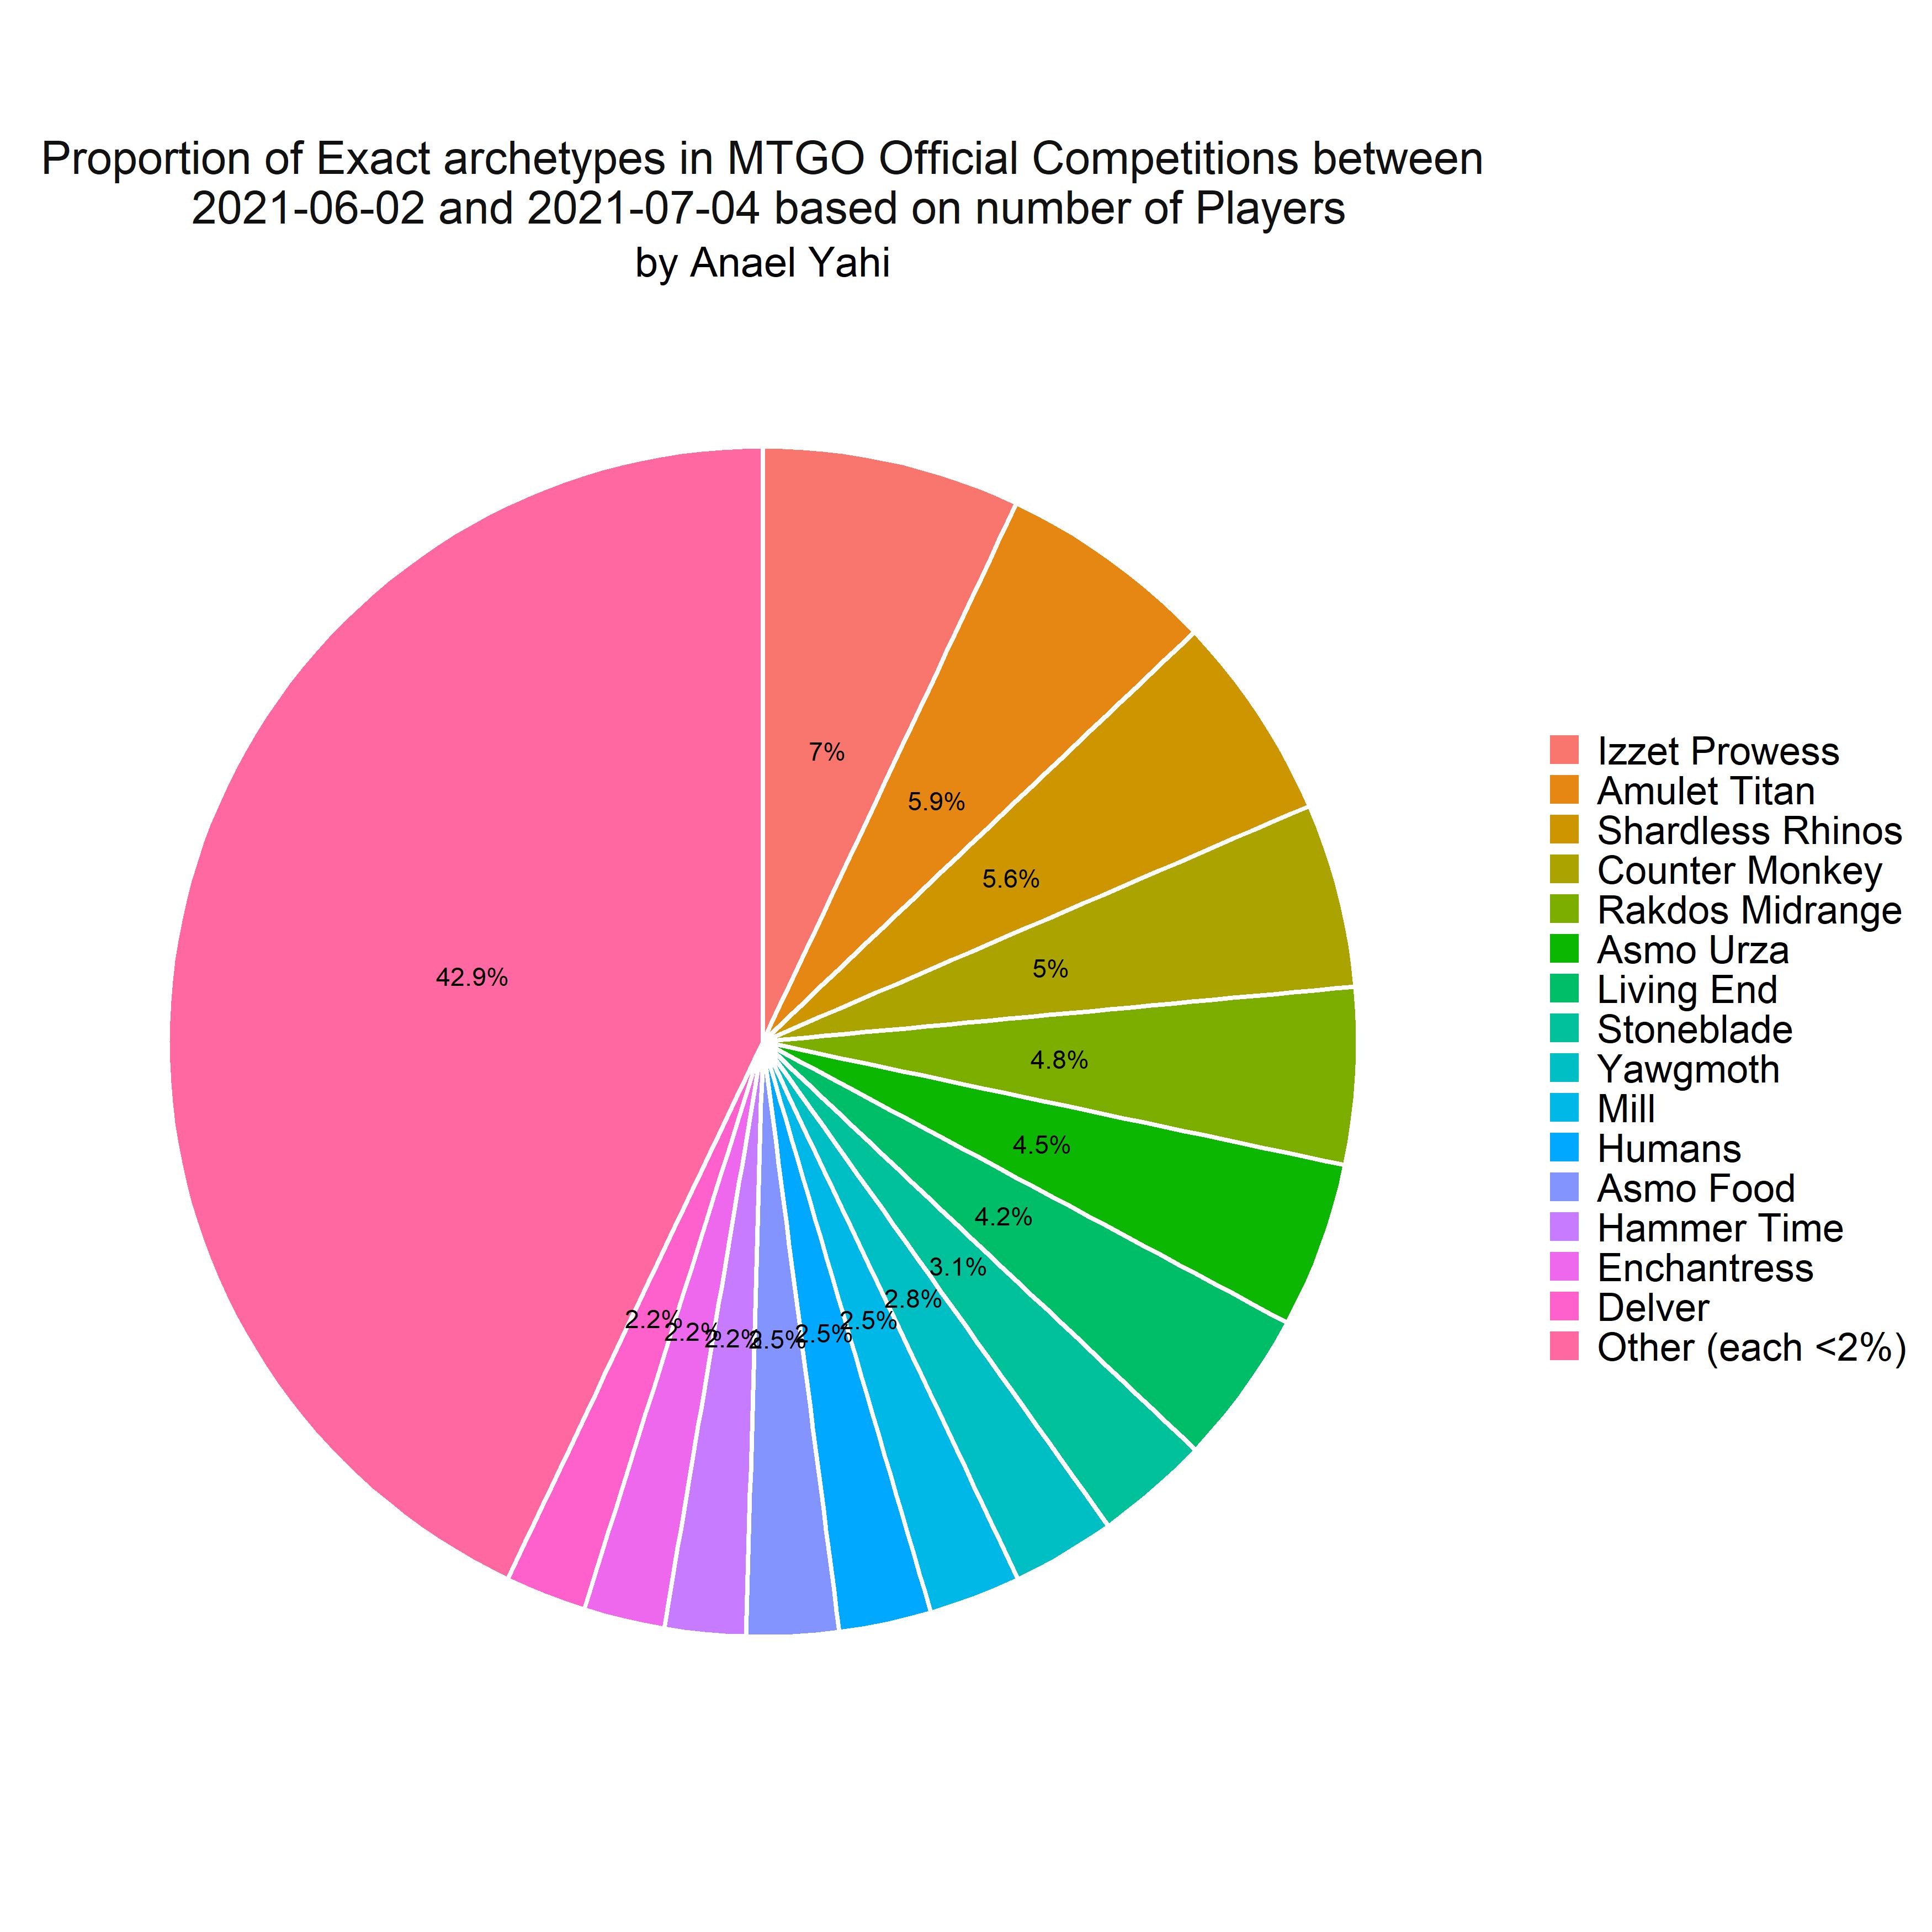 Proportion of Exact archetypes in MTGO Official Competitions between
2021-06-02 and 2021-07-04 based on number of Players
by Anael Yahi
7%
5.9%
5.6%
5%
4.8%
4.5%
4.2%
3.1%
2.8%
2.5%
2.5%
2.5%
2.2%
2.2%
2.2%
42.9%
Izzet Prowess
Amulet Titan
Shardless Rhinos
Counter Monkey
Rakdos Midrange
Asmo Urza
Living End
Stoneblade
Yawgmoth
Mill
Humans
Asmo Food
Hammer Time
Enchantress
Delver
Other (each <2%)